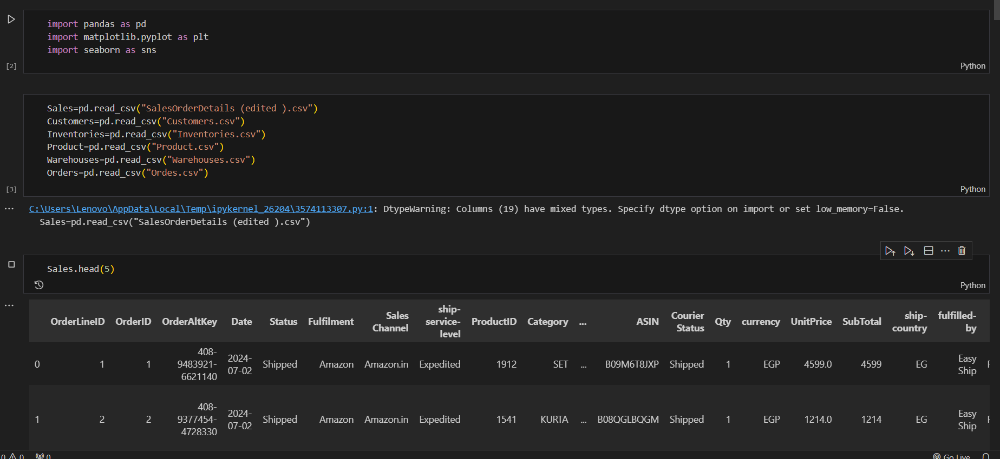 import pandas as pd
import matplotlib.pyplot as plt
import seaborn as sns
[2]
Python
Sales=pd.read_csv("SalesOrderDetails (edited ).csv")
Customers=pd.read_csv("Customers.csv")
Inventories=pd.read_csv("Inventories.csv")
Product=pd.read_csv("Product.csv")
Warehouses=pd.read_csv("Warehouses.csv")
Orders=pd.read_csv("Ordes.csv")
[3]
Python
... C:\Users\Lenovo\AppData\Local\Temp\ipykernel_26204\3574113307.py:1: DtypeWarning: Columns (19) have mixed types. Specify dtype option on import or set low_memory=False.
Sales=pd.read_csv("SalesOrderDetails (edited ).csv")
Sales.head(5)
Python
...
OrderLineID OrderID OrderAltKey Date Status Fulfilment Sales Channel ship-service-level ProductID Category ... ASIN Courier Status Qty currency UnitPrice SubTotal ship-country fulfilled-by
0 1 1 408-9483921-6621140 2024-07-02 Shipped Amazon Amazon.in Expedited 1912 SET ... B09M6T8JXP Shipped 1 EGP 4599.0 4599 EG Easy Ship
1 2 2 408-9377454-4728330 2024-07-02 Shipped Amazon Amazon.in Expedited 1541 KURTA ... B08QGLBQGM Shipped 1 EGP 1214.0 1214 EG Easy Ship
0 0 0 Go Live